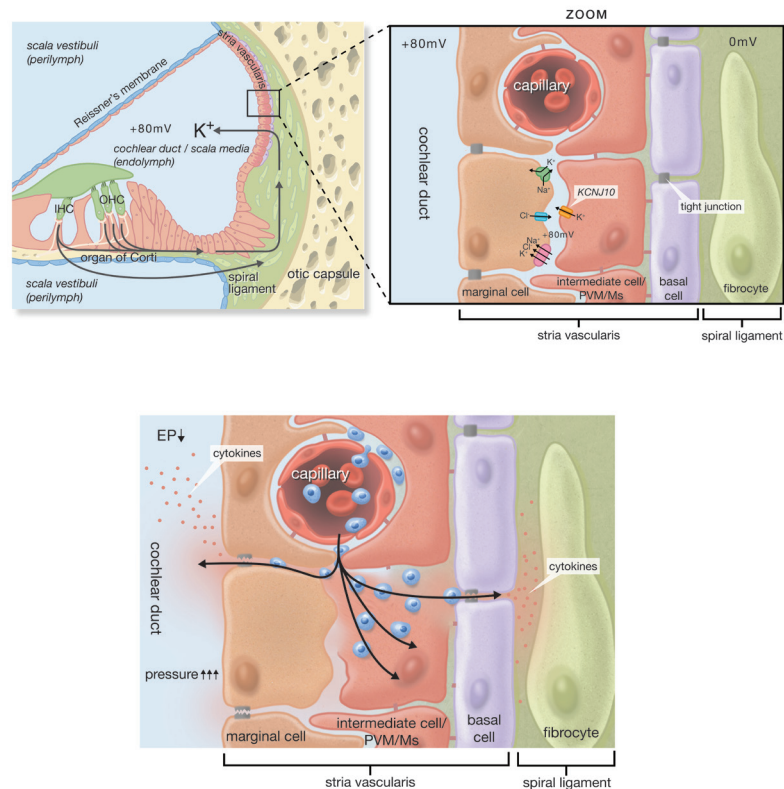 scala vestibuli
(perilymph)
Reissner's membrane
stria vascularis
+80mV
K+
cochlear duct / scala media
(endolymph)
IHC
OHC
organ of Corti
spiral
ligament
otic capsule
scala vestibuli
(perilymph)
ZOOM
+80mV
0mV
capillary
cochlear duct
K+
Na+
KCNJ10
Cl-
K+
+80mV
Na+
Cl-
K+
tight junction
marginal cell
intermediate cell/
PVM/Ms
basal
cell
fibrocyte
stria vascularis
spiral ligament
EP↓
cytokines
capillary
cochlear duct
cytokines
pressure ↑↑↑
marginal cell
intermediate cell/
PVM/Ms
basal
cell
fibrocyte
stria vascularis
spiral ligament